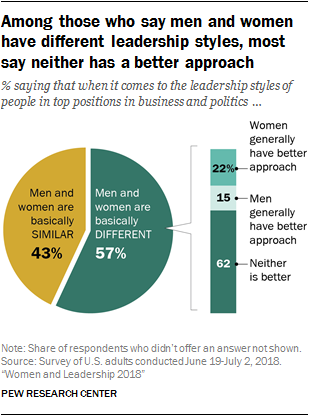 Among those who say men and women
have different leadership styles, most
say neither has a better approach
% saying that when it comes to the leadership styles of
people in top positions in business and politics ...
Men and
women are
basically
SIMILAR
43%
Men and
women are
basically
DIFFERENT
57%
22%
Women
generally
have better
approach
15
Men
generally
have better
approach
62
Neither
is better
Note: Share of respondents who didn't offer an answer not shown.
Source: Survey of U.S. adults conducted June 19-July 2, 2018.
"Women and Leadership 2018"
PEW RESEARCH CENTER